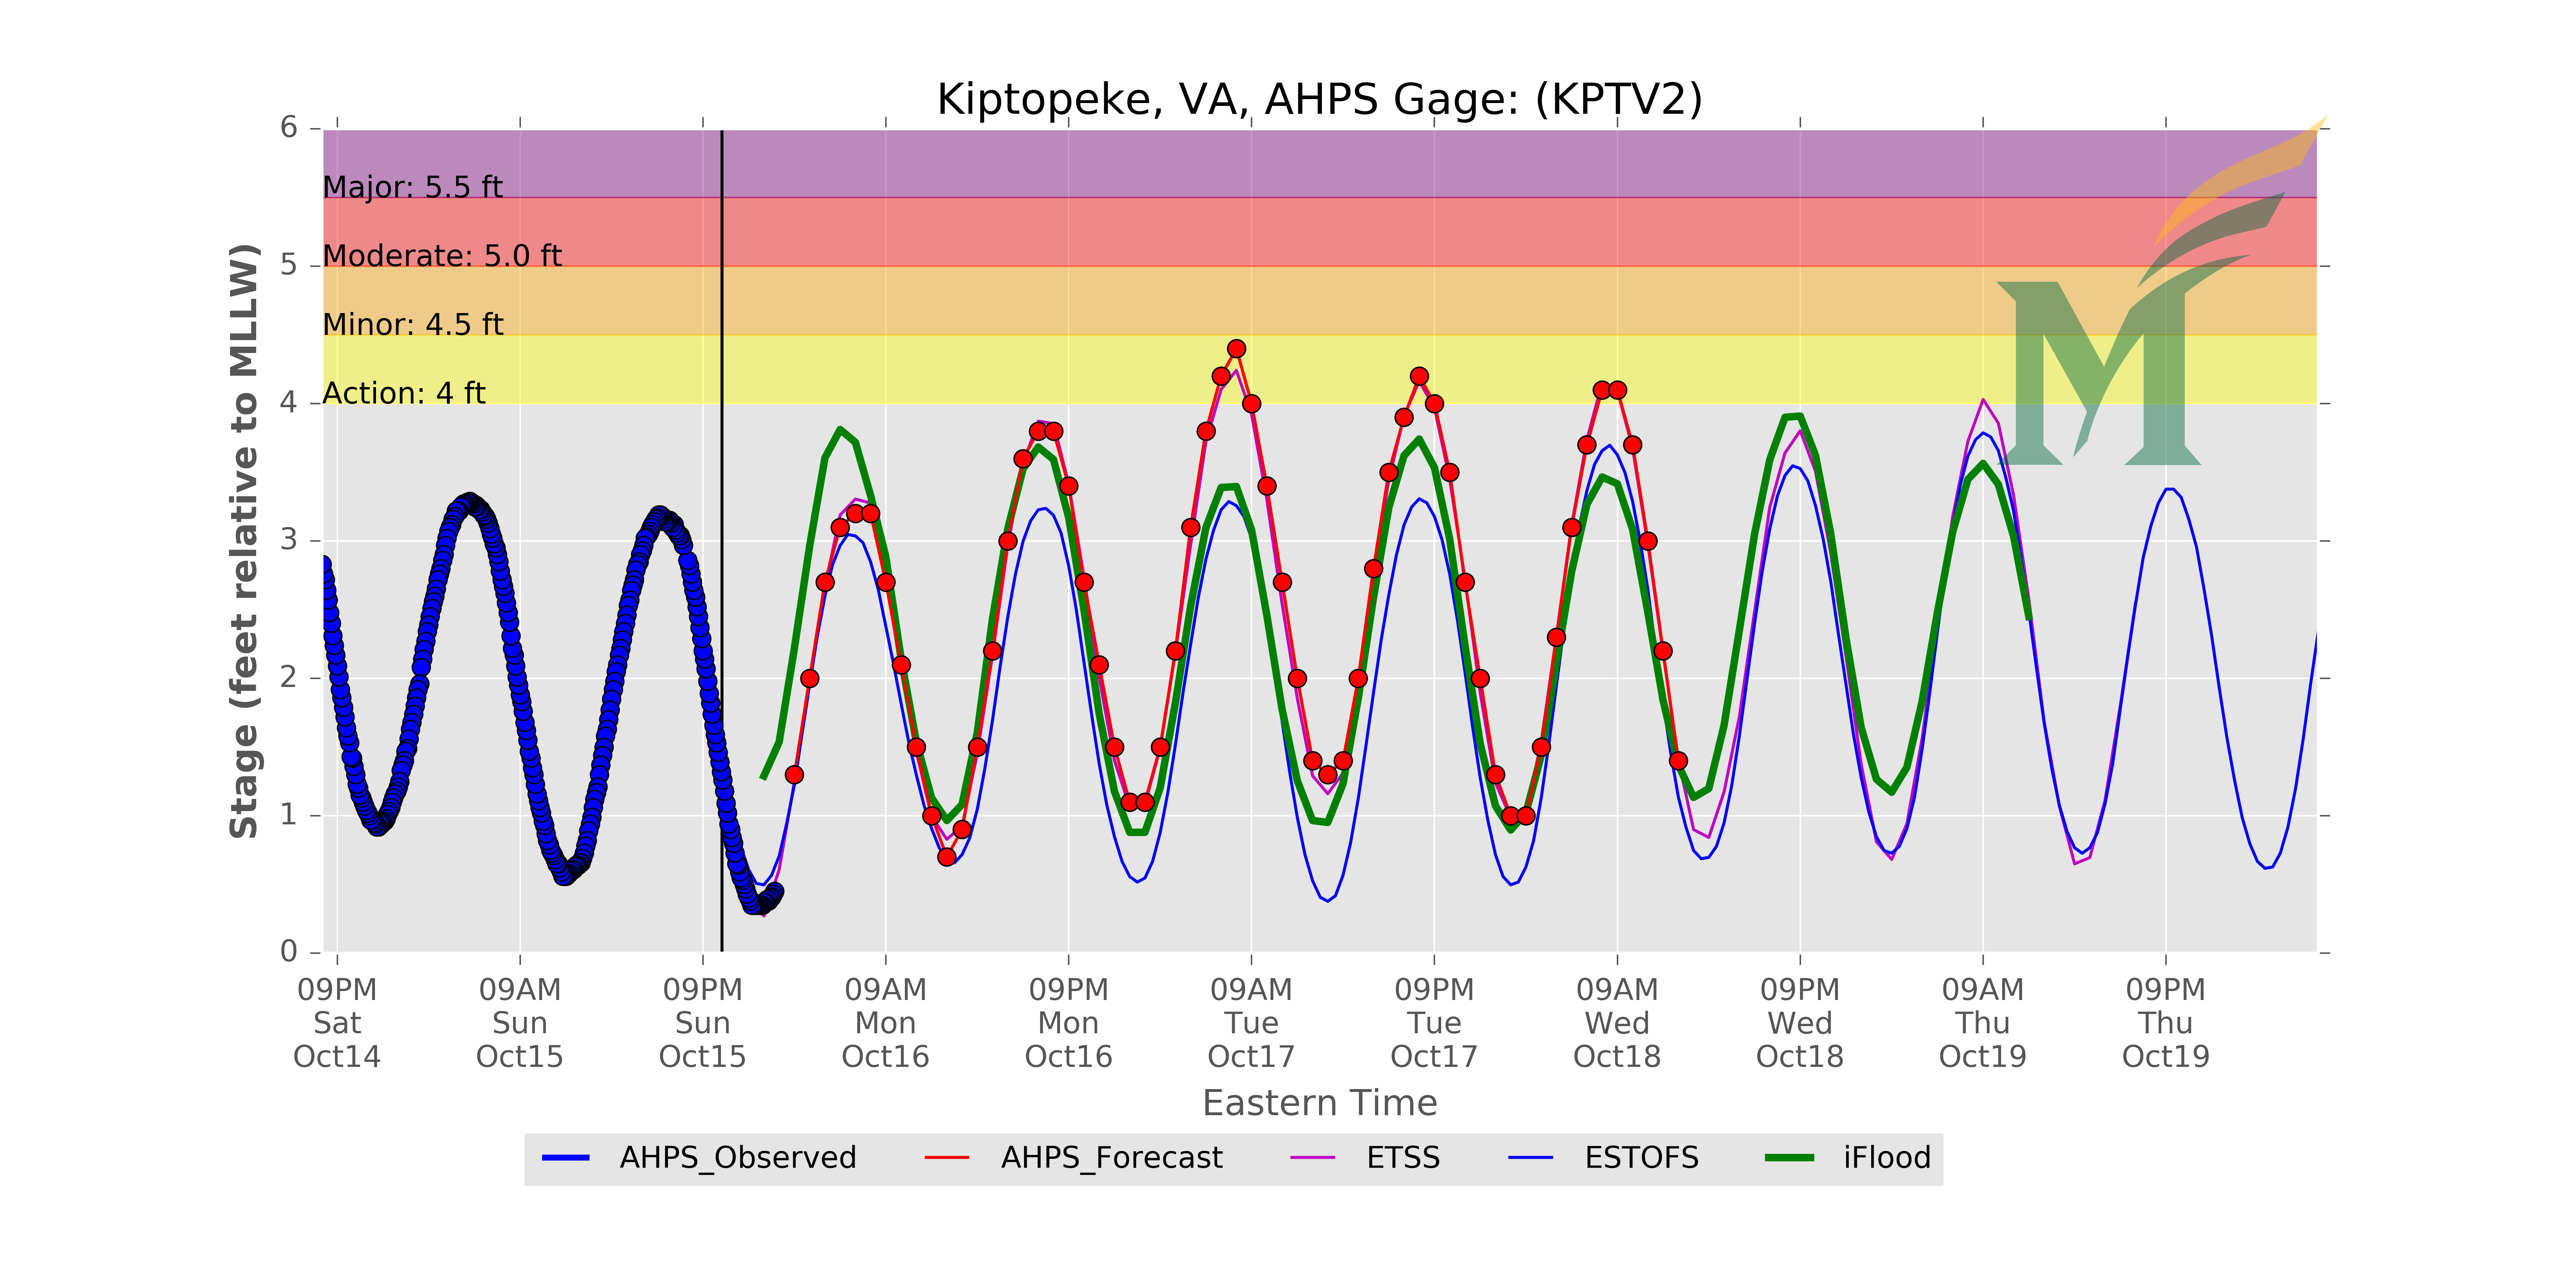 Kiptopeke, VA, AHPS Gage: (KPTV2)
6
5
4
3
2
1
0
Stage (feet relative to MLLW)
Major: 5.5 ft
Moderate: 5.0 ft
Minor: 4.5 ft
Action: 4 ft
M
09PM 09AM 09PM 09AM 09PM 09AM 09PM 09AM 09PM 09AM 09PM
Sat Sun Sun Mon Mon Tue Tue Wed Wed Thu Thu
Oct14 Oct15 Oct15 Oct16 Oct16 Oct17 Oct17 Oct18 Oct18 Oct19 Oct19
Eastern Time
AHPS_Observed AHPS_Forecast ETSS ESTOFS iFlood